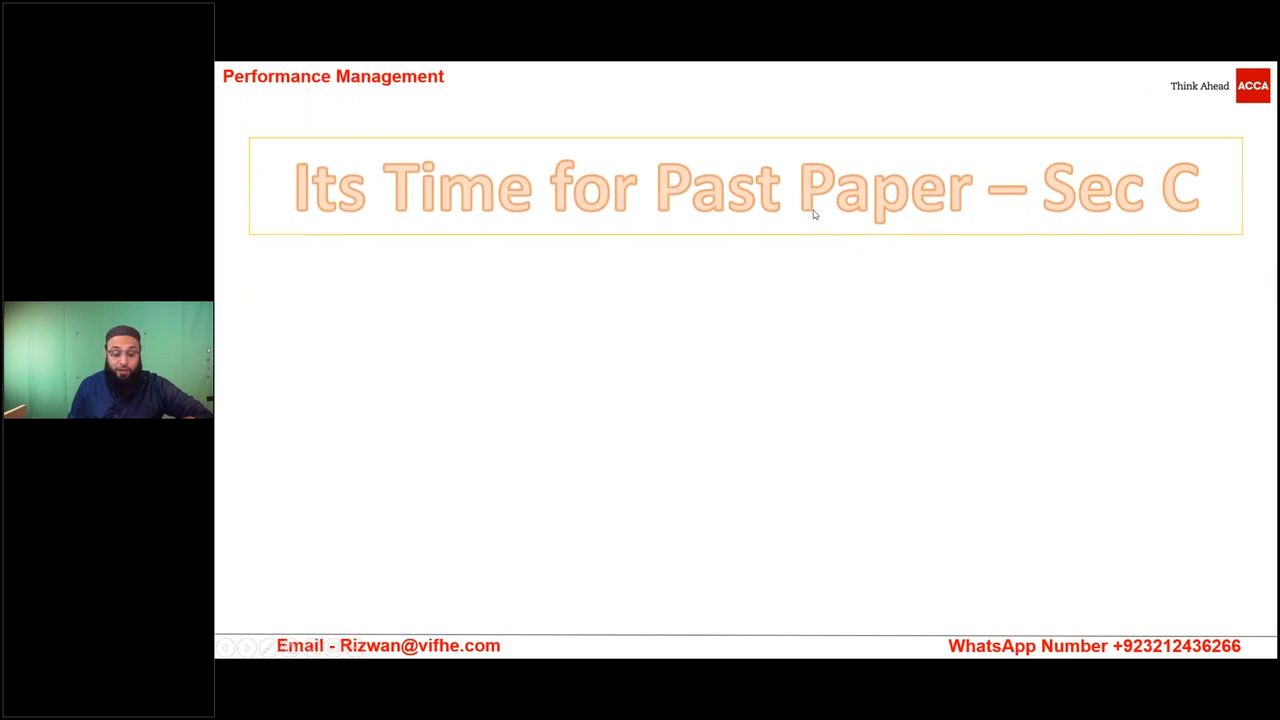 Performance Management
Think Ahead ACCA
Its Time for Past Paper – Sec C
Email - Rizwan@vifhe.com
WhatsApp Number +923212436266